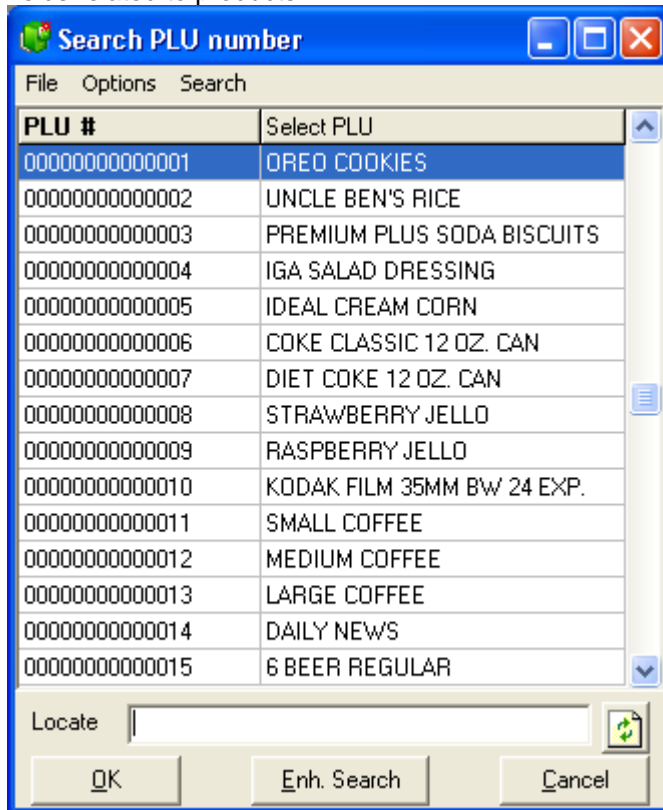 Search PLU number
File Options Search
PLU # Select PLU
00000000000001 OREO COOKIES
00000000000002 UNCLE BEN'S RICE
00000000000003 PREMIUM PLUS SODA BISCUITS
00000000000004 IGA SALAD DRESSING
00000000000005 IDEAL CREAM CORN
00000000000006 COKE CLASSIC 12 OZ. CAN
00000000000007 DIET COKE 12 OZ. CAN
00000000000008 STRAWBERRY JELLO
00000000000009 RASPBERRY JELLO
00000000000010 KODAK FILM 35MM BW 24 EXP.
00000000000011 SMALL COFFEE
00000000000012 MEDIUM COFFEE
00000000000013 LARGE COFFEE
00000000000014 DAILY NEWS
00000000000015 6 BEER REGULAR
Locate
OK Enh. Search Cancel